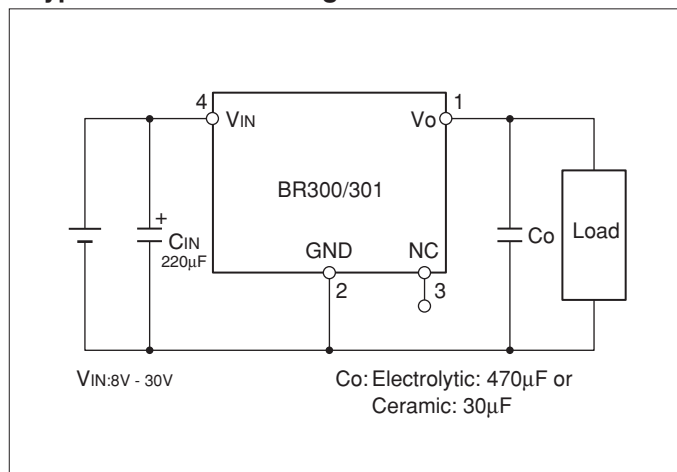 4
VIN
Vo
1
BR300/301
+
CIN
220µF
GND
NC
2
3
Co
Load
VIN:8V - 30V
Co: Electrolytic: 470µF or
Ceramic: 30µF